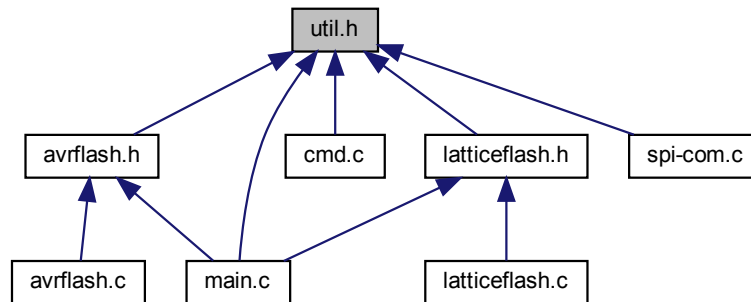 util.h
avrflash.h
cmd.c
latticeflash.h
spi-com.c
avrflash.c
main.c
latticeflash.c